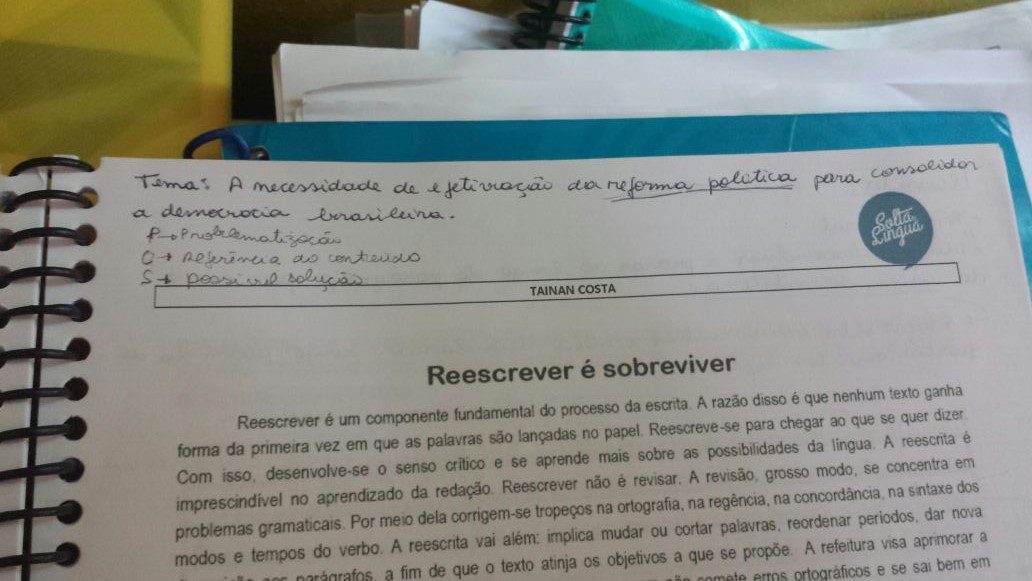 Tema: A necessidade de efetivação da reforma política para consolidar
a democracia brasileira.
P→ Problematização
C→ Referência do conteúdo
S→ possível solução
Solta
Língua
TAINAN COSTA
Reescrever é sobreviver
Reescrever é um componente fundamental do processo da escrita. A razão disso é que nenhum texto ganha
forma da primeira vez em que as palavras são lançadas no papel. Reescreve-se para chegar ao que se quer dizer.
Com isso, desenvolve-se o senso crítico e se aprende mais sobre as possibilidades da língua. A reescrita é
imprescindível no aprendizado da redação. Reescrever não é revisar. A revisão, grosso modo, se concentra em
problemas gramaticais. Por meio dela corrigem-se tropeços na ortografia, na regência, na concordância, na sintaxe dos
modos e tempos do verbo. A reescrita vai além: implica mudar ou cortar palavras, reordenar períodos, dar nova
parágrafos, a fim de que o texto atinja os objetivos a que se propõe. A refeitura visa aprimorar a
comete erros ortográficos e se sai bem em